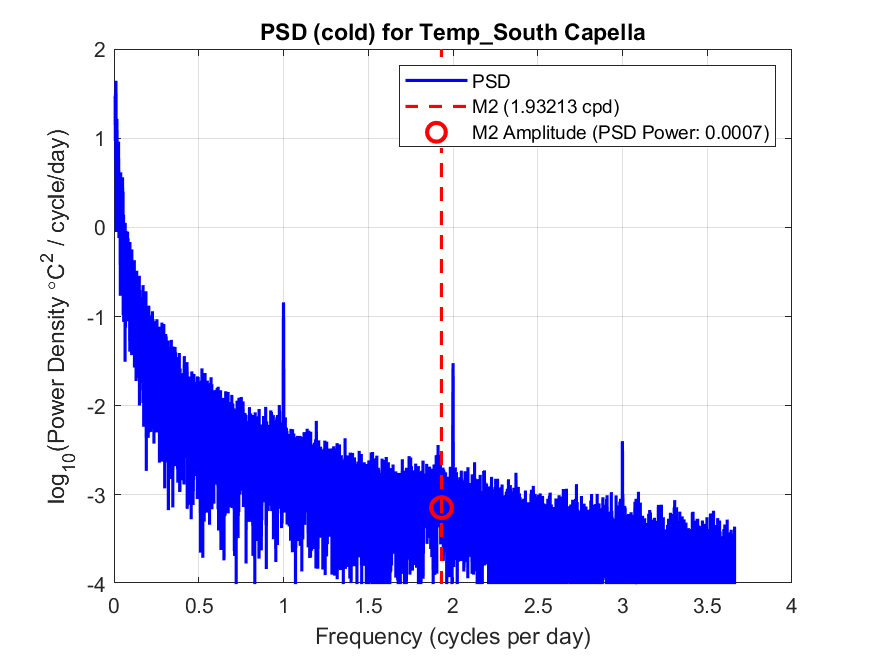 PSD (cold) for Temp_South Capella
PSD
M2 (1.93213 cpd)
M2 Amplitude (PSD Power: 0.0007)
log10(Power Density °C2 / cycle/day)
2
1
0
-1
-2
-3
-4
0
0.5
1
1.5
2
2.5
3
3.5
4
Frequency (cycles per day)